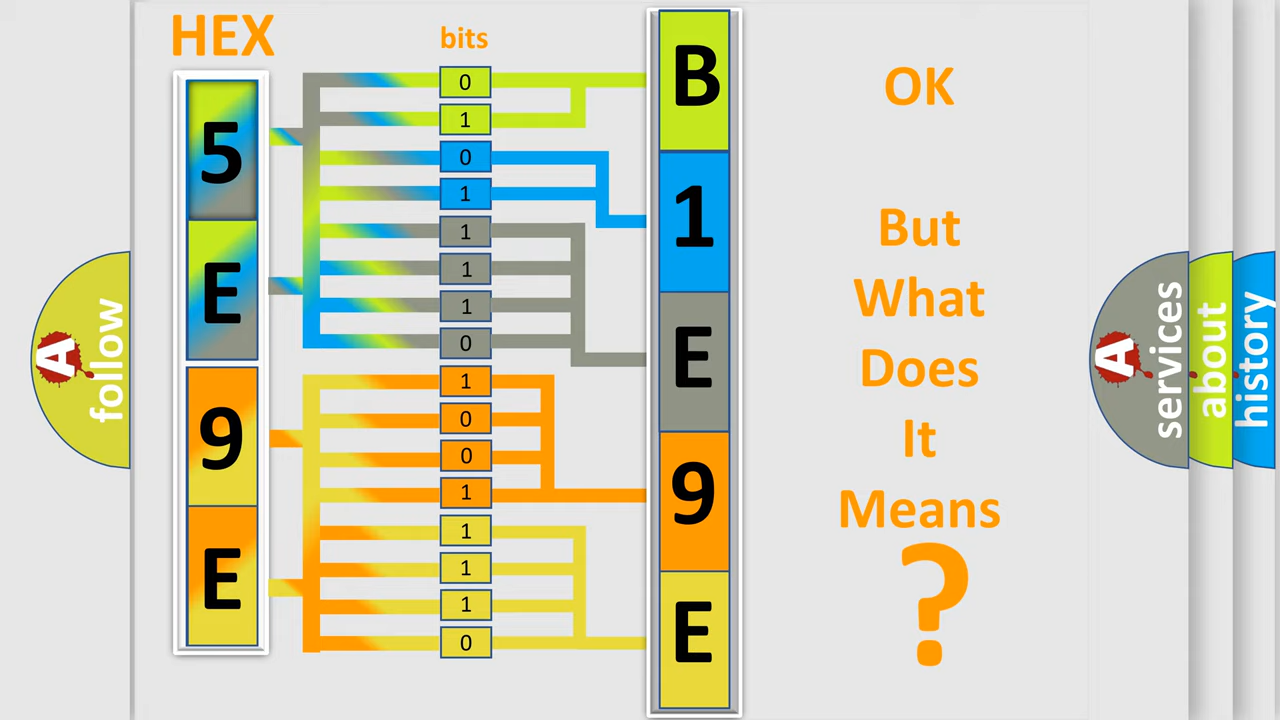 HEX
bits
5
E
9
E
0
1
0
1
1
1
1
0
1
0
0
1
1
1
1
0
B
1
E
9
E
OK
But
What
Does
It
Means
?
A
follow
A
services
about
history